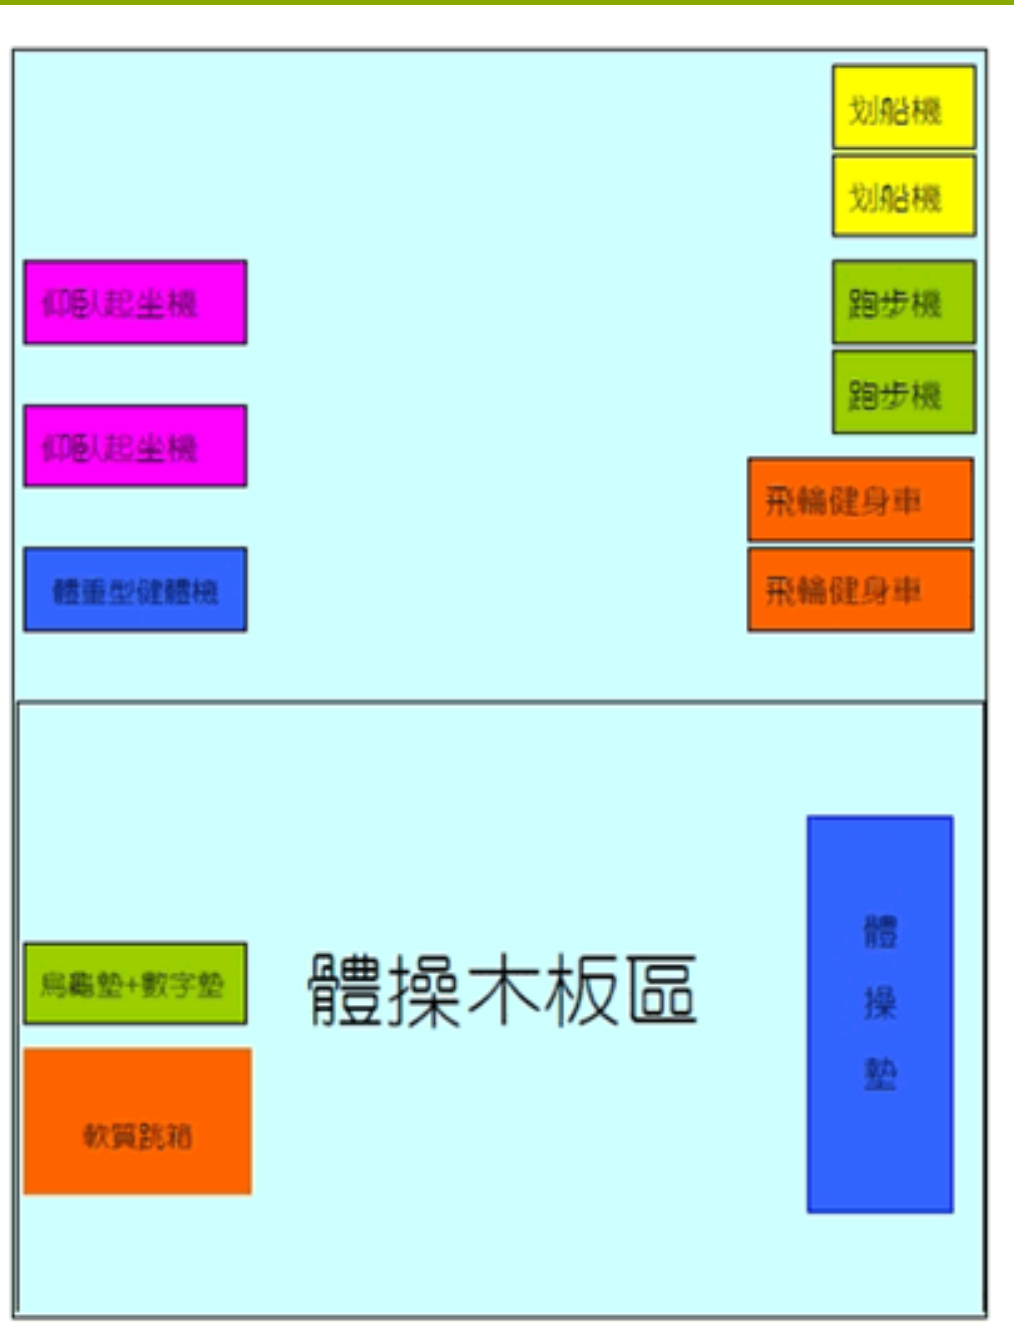 划船機
划船機
仰臥起坐機
跑步機
跑步機
仰臥起坐機
飛輪健身車
體重型健體機
飛輪健身車
體操墊
烏龜墊+數字墊
體操木板區
軟質跳箱